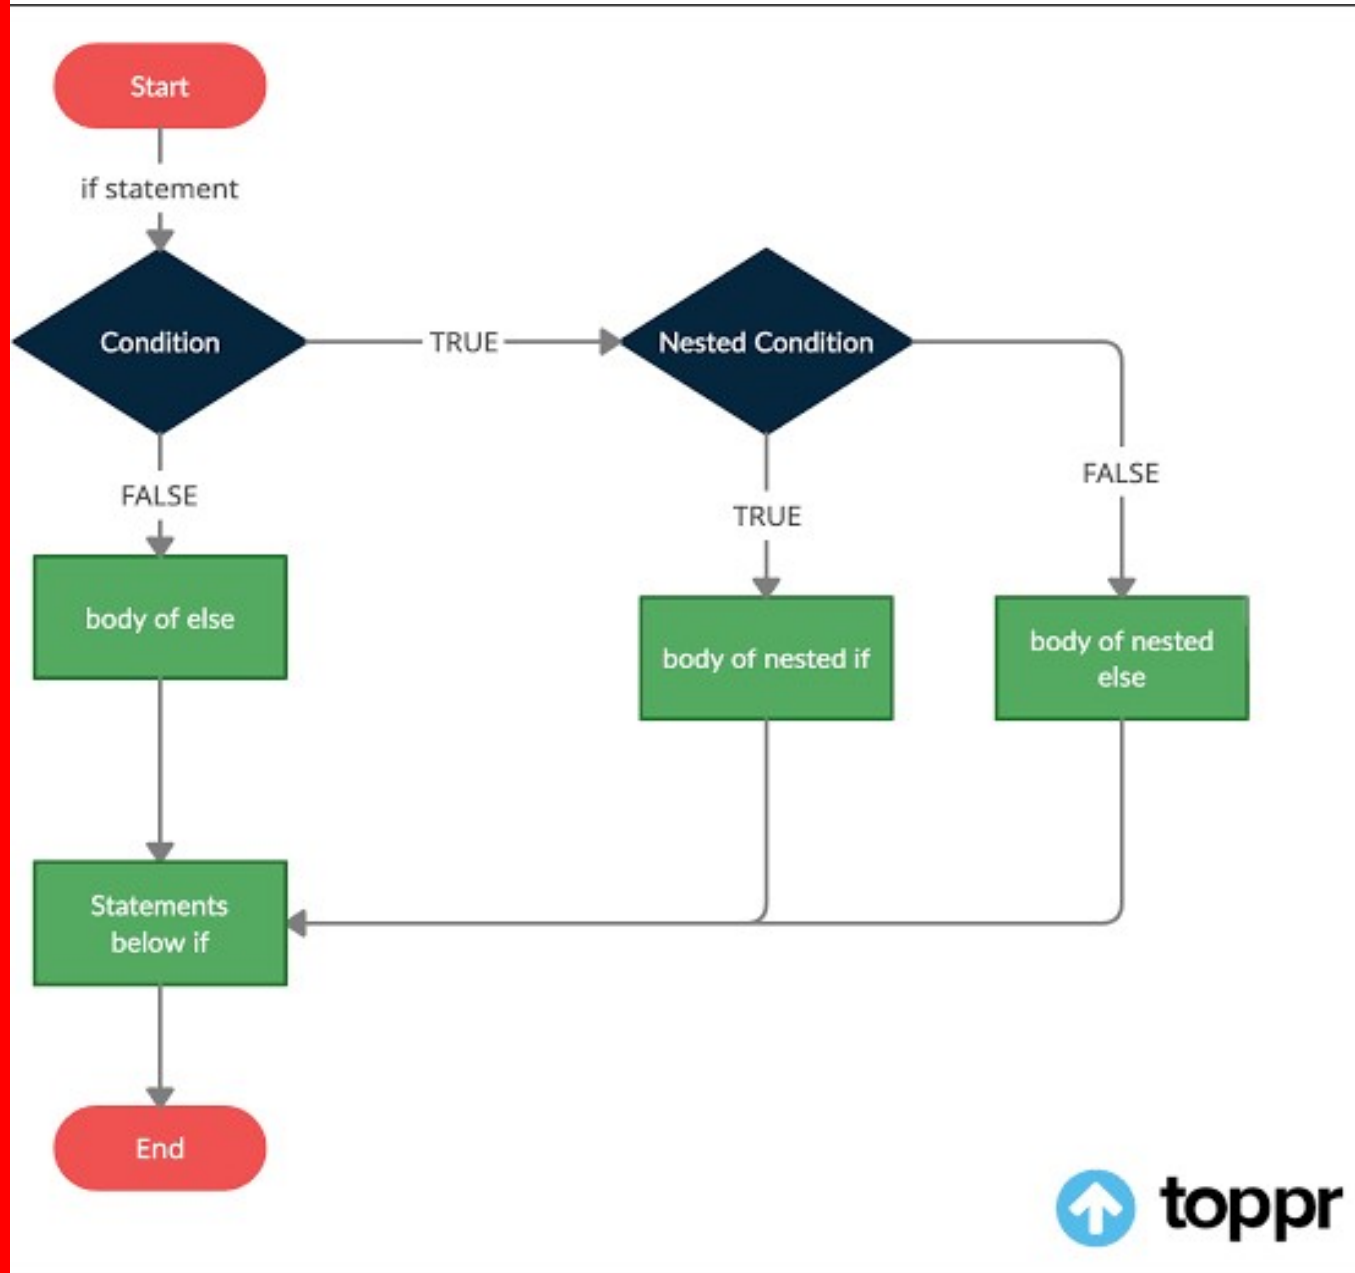 Start
if statement
Condition
TRUE
Nested Condition
FALSE
TRUE
FALSE
body of else
body of nested if
body of nested
else
Statements
below if
End
toppr